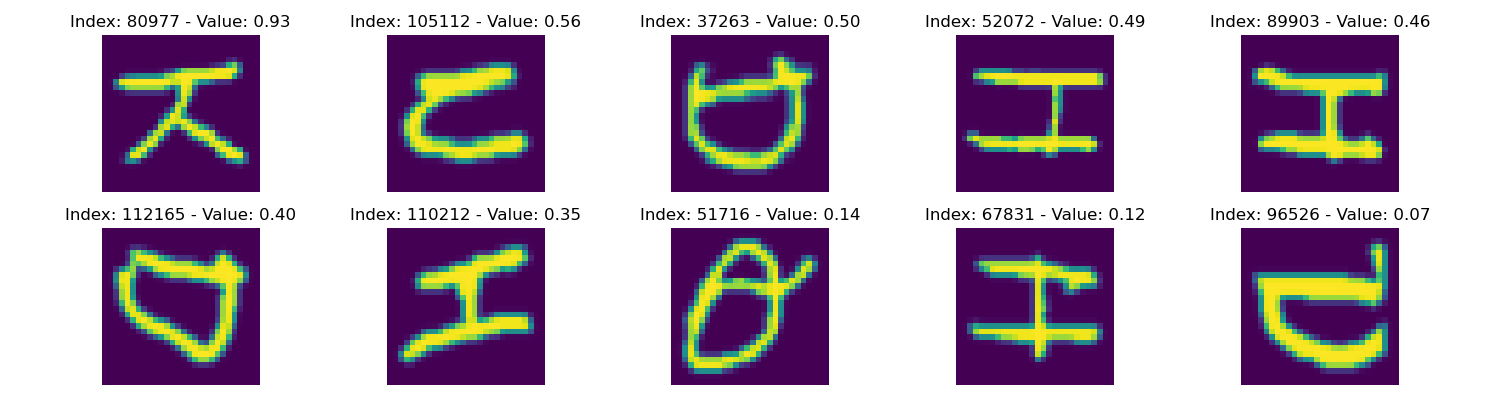 Index: 80977 - Value: 0.93 Index: 105112 - Value: 0.56 Index: 37263 - Value: 0.50 Index: 52072 - Value: 0.49 Index: 89903 - Value: 0.46
Index: 112165 - Value: 0.40 Index: 110212 - Value: 0.35 Index: 51716 - Value: 0.14 Index: 67831 - Value: 0.12 Index: 96526 - Value: 0.07